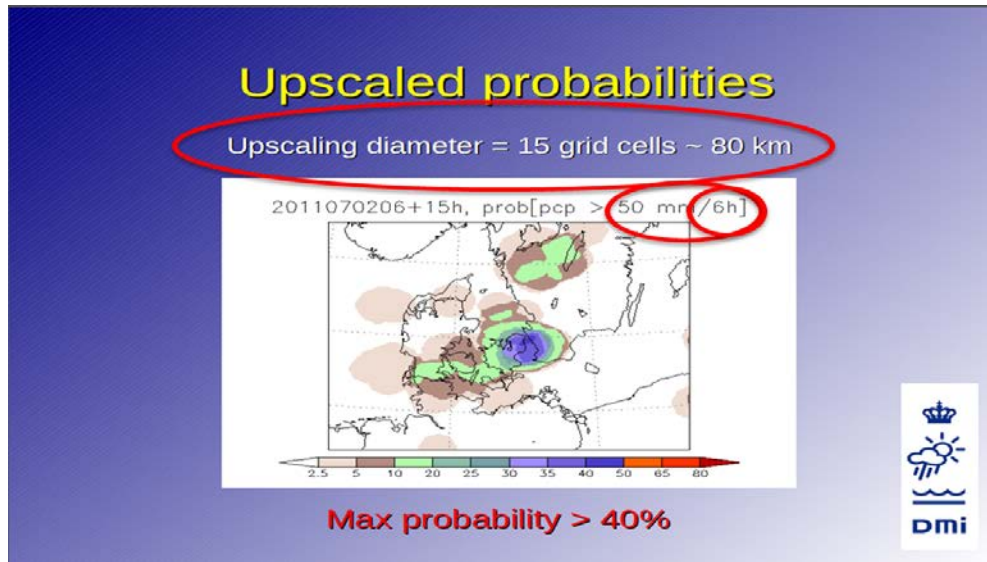 Upscaled probabilities
Upscaling diameter = 15 grid cells ~ 80 km
2011070206+15h, prob[pcp > 50 mm/6h]
2.5 5 10 20 25 30 35 40 50 65 80
Max probability > 40%
DMi